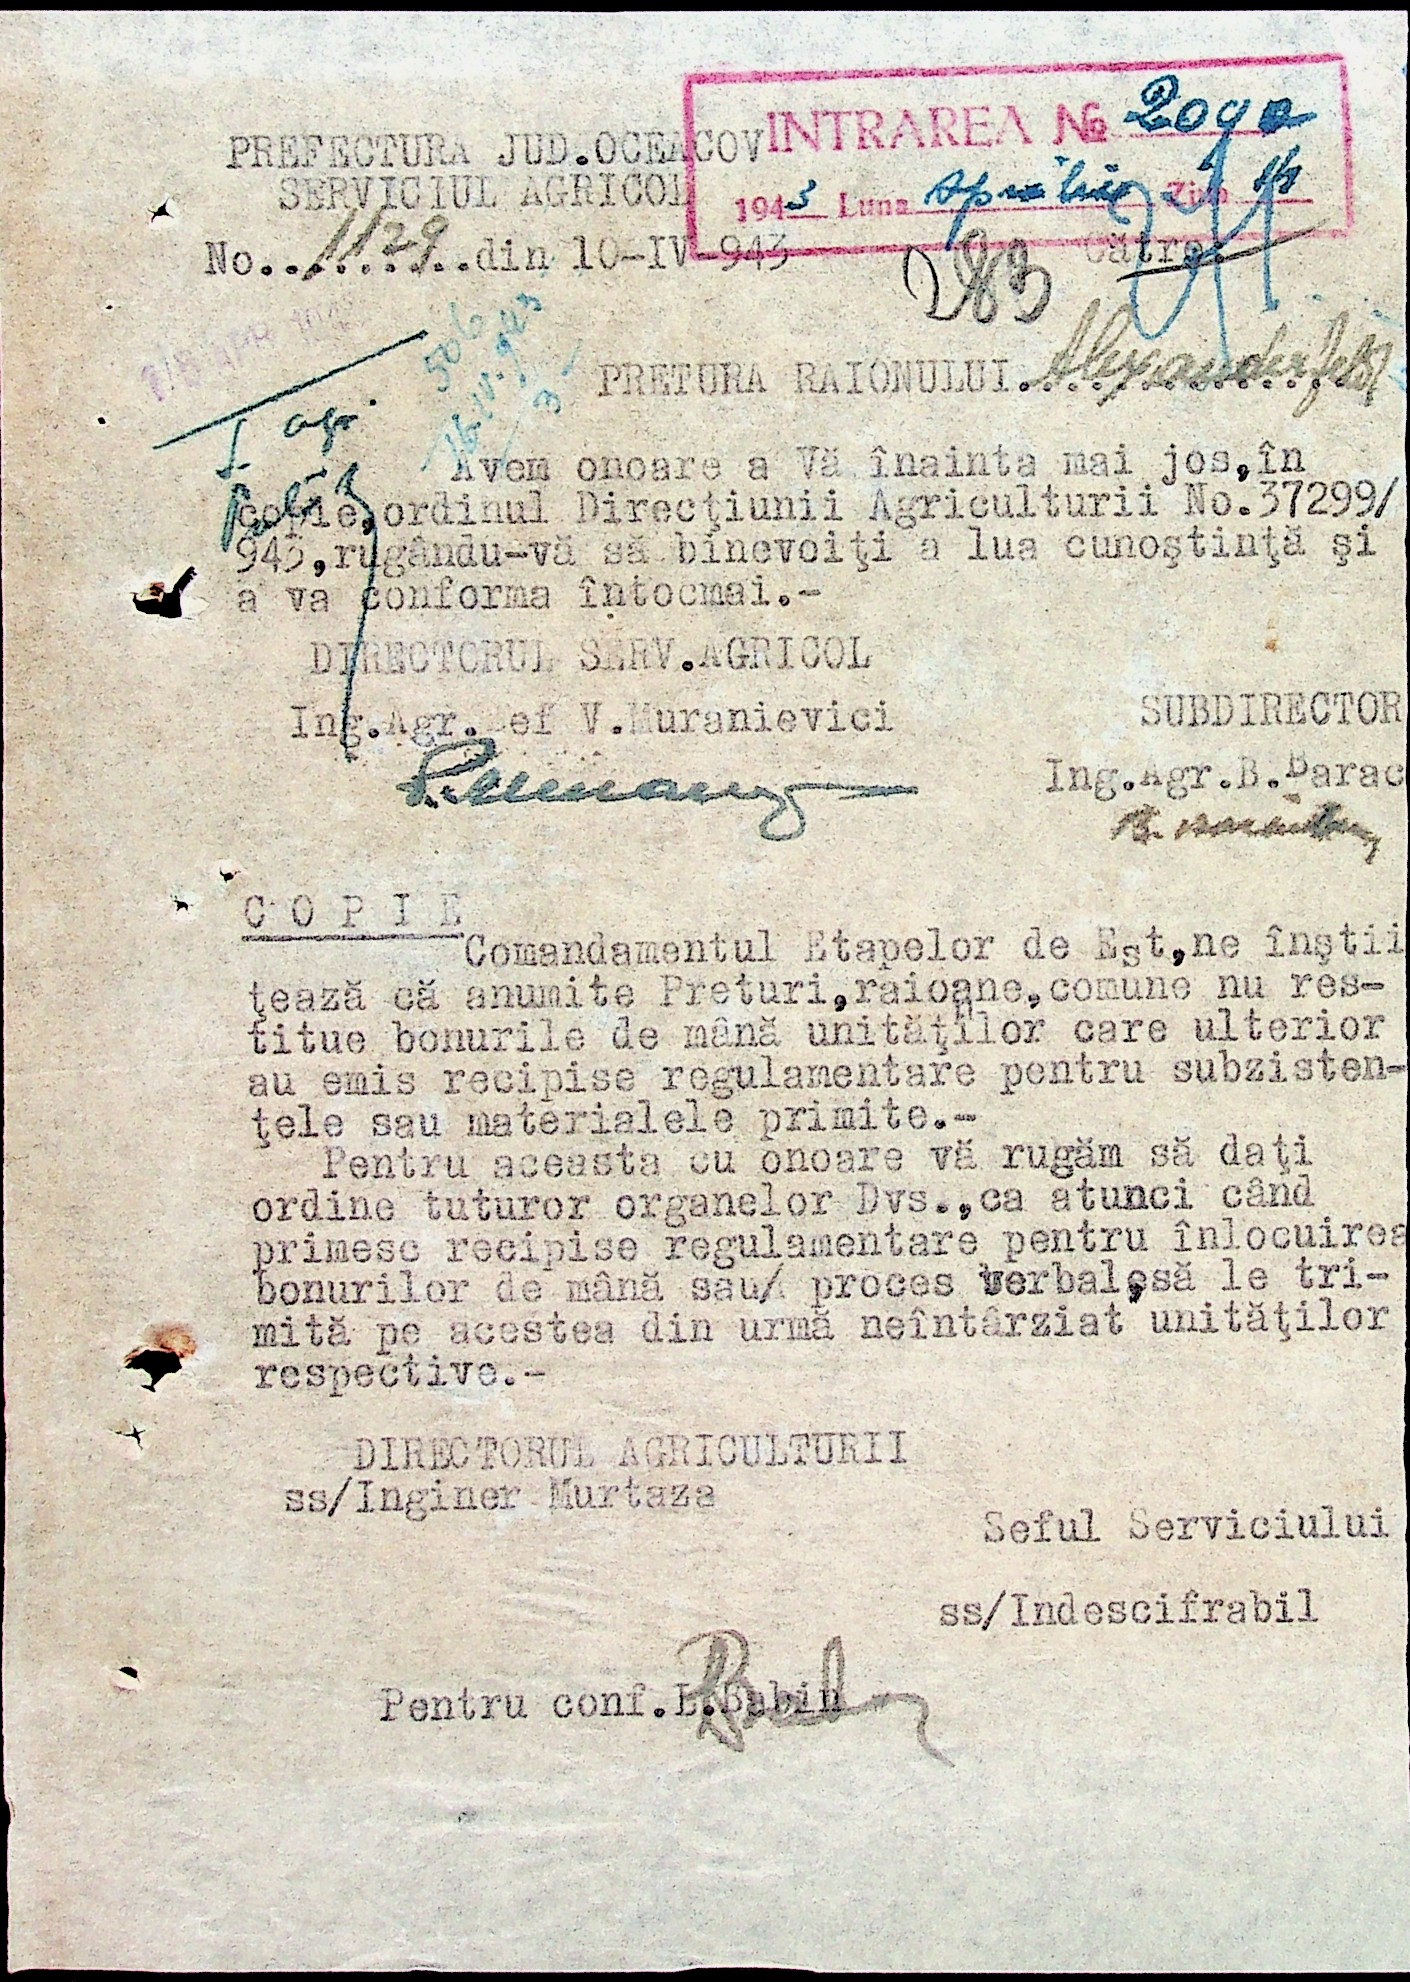 INTRAREA No 2090
1943 Luna Aprilie Ziua
PREFECTURA JUD.OCEACOV
SERVICIUL AGRICOL
No..1129..din 10-IV-943
283 Către
506
PRETURA RAIONULUI.Alexanderfeld
S. agr.
Avem onoare a Vă înainta mai jos,în
copie,ordinul Direcţiunii Agriculturii No.37299/
943,rugându-vă să binevoiţi a lua cunoştinţă şi
a va conforma întocmai.-
DIRECTORUL SERV.AGRICOL
SUBDIRECTOR
Ing.Agr. ef V.Muranievici
Ing.Agr.B.Barac
C O P I E
Comandamentul Etapelor de Est,ne înştii
ţează că anumite Preturi,raioane,comune nu res-
titue bonurile de mână unităţilor care ulterior
au emis recipise regulamentare pentru subzisten-
ţele sau materialele primite.-
Pentru aceasta cu onoare vă rugăm să daţi
ordine tuturor organelor Dvs.,ca atunci când
primesc recipise regulamentare pentru înlocuirea
bonurilor de mână sau/ proces verbal,să le tri-
mită pe acestea din urmă neîntârziat unităţilor
respective.-
DIRECTORUL AGRICULTURII
ss/Inginer Murtaza
Seful Serviciului
ss/Indescifrabil
Pentru conf.L.Babin